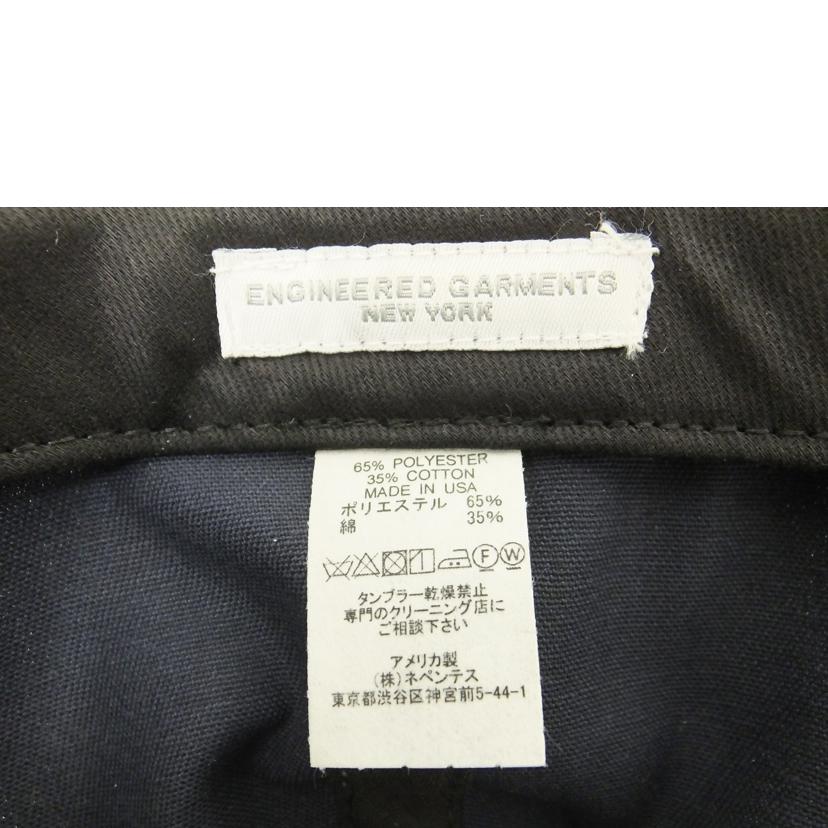 ENGINEERED GARMENTS
NEW YORK
65% POLYESTER
35% COTTON
MADE IN USA
ポリエステル 65%
綿 35%
F W
タンブラー乾燥禁止
専門のクリーニング店に
ご相談下さい
アメリカ製
(株)ネペンテス
東京都渋谷区神宮前5-44-1